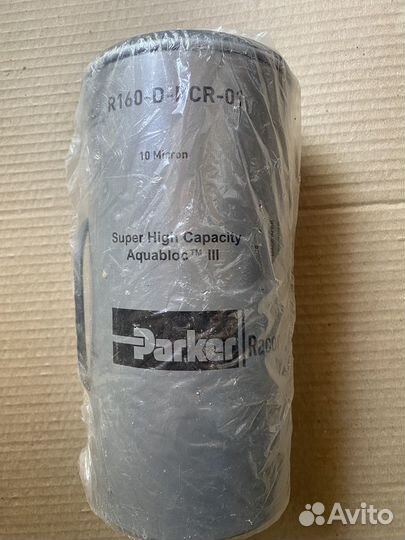 R160-D-
10 Micron
Super High Capacity
Aquabloc™ III
Parker
Avito